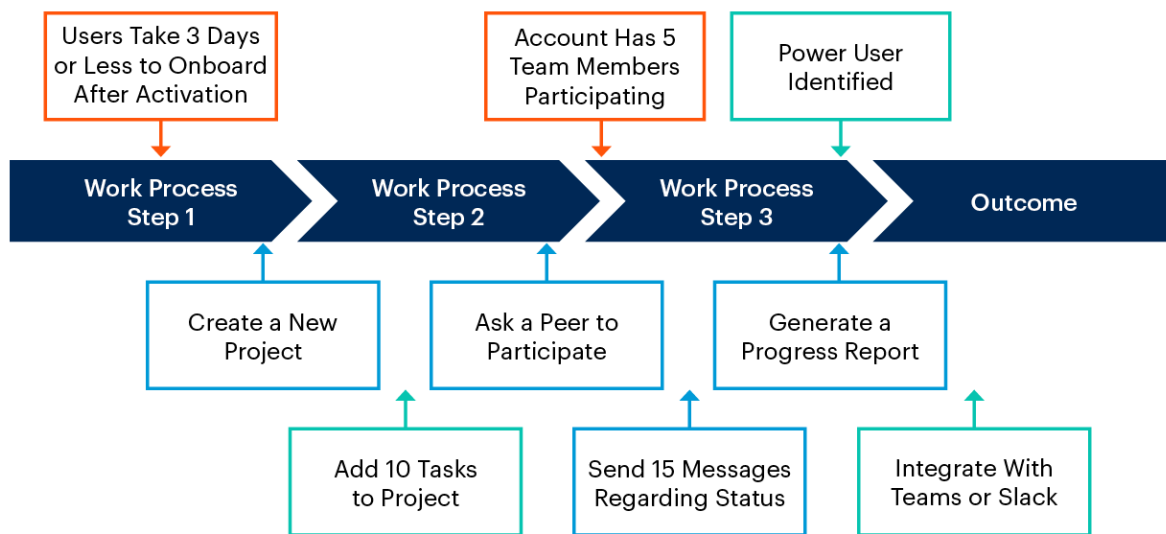 Users Take 3 Days
or Less to Onboard
After Activation
Account Has 5
Team Members
Participating
Power User
Identified
Work Process
Step 1
Work Process
Step 2
Work Process
Step 3
Outcome
Create a New
Project
Ask a Peer to
Participate
Generate a
Progress Report
Add 10 Tasks
to Project
Send 15 Messages
Regarding Status
Integrate With
Teams or Slack